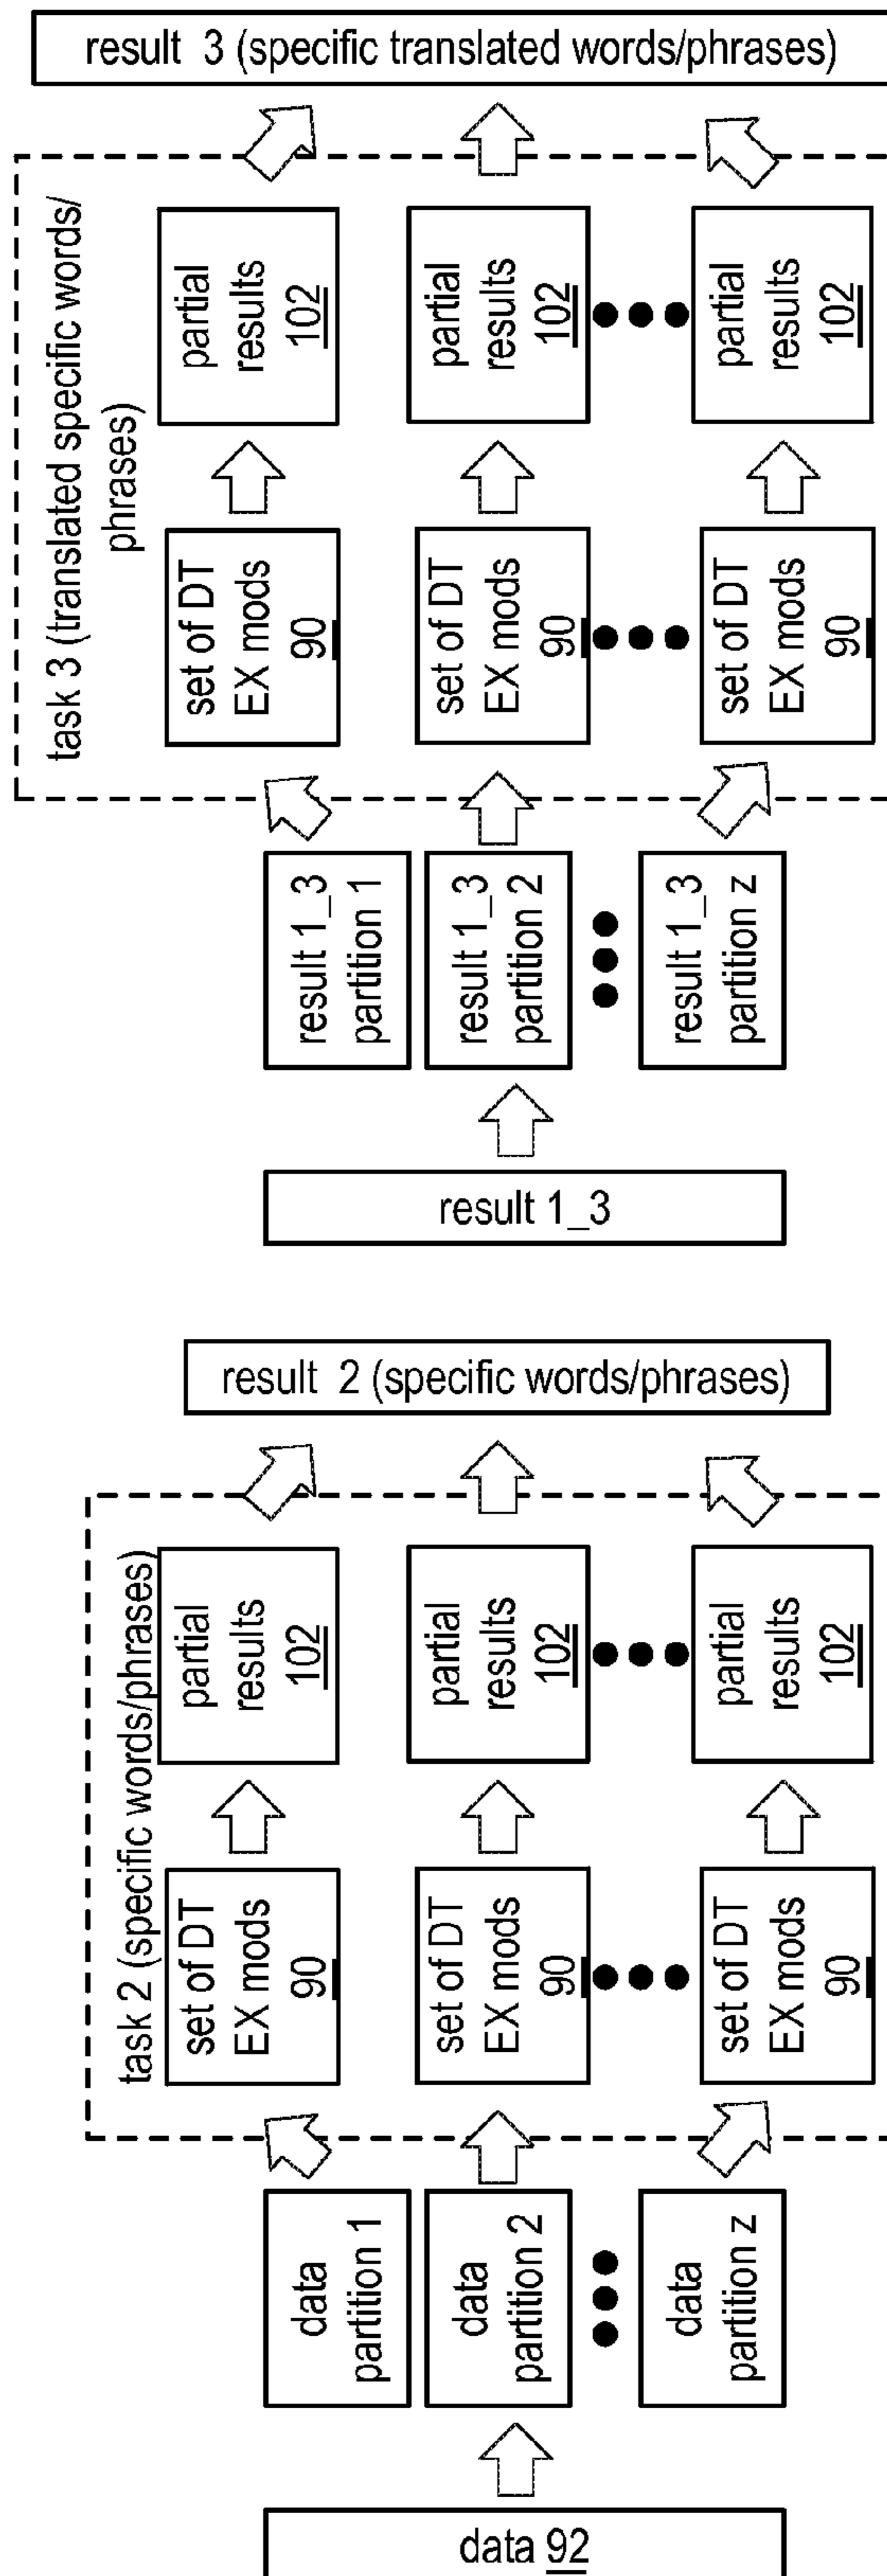 result 3 (specific translated words/phrases)
task 3 (translated specific words/
phrases)
partial
results
102
partial
results
102
partial
results
102
set of DT
EX mods
90
set of DT
EX mods
90
set of DT
EX mods
90
result 1_3
partition 1
result 1_3
partition 2
result 1_3
partition z
result 1_3
result 2 (specific words/phrases)
task 2 (specific words/phrases)
partial
results
102
partial
results
102
partial
results
102
set of DT
EX mods
90
set of DT
EX mods
90
set of DT
EX mods
90
data
partition 1
data
partition 2
data
partition z
data 92